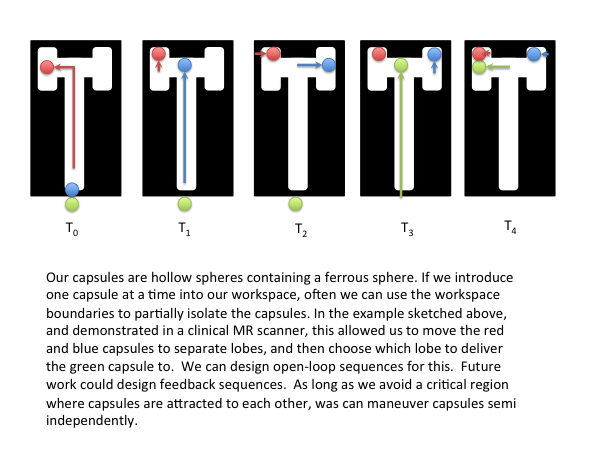 T0 T1 T2 T3 T4
Our capsules are hollow spheres containing a ferrous sphere. If we introduce
one capsule at a time into our workspace, often we can use the workspace
boundaries to partially isolate the capsules. In the example sketched above,
and demonstrated in a clinical MR scanner, this allowed us to move the red
and blue capsules to separate lobes, and then choose which lobe to deliver
the green capsule to.  We can design open-loop sequences for this.  Future
work could design feedback sequences.  As long as we avoid a critical region
where capsules are attracted to each other, was can maneuver capsules semi
independently.